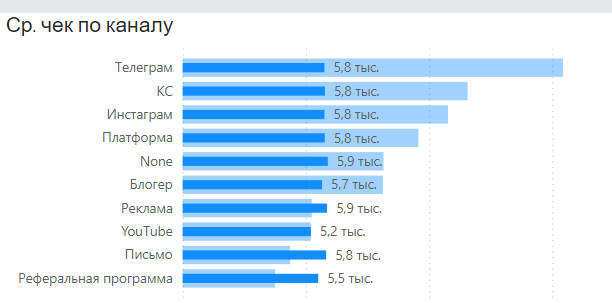 Ср. чек по каналу
Телеграм 5,8 тыс.
КС 5,8 тыс.
Инстаграм 5,8 тыс.
Платформа 5,8 тыс.
None 5,9 тыс.
Блогер 5,7 тыс.
Реклама 5,9 тыс.
YouTube 5,2 тыс.
Письмо 5,8 тыс.
Реферальная программа 5,5 тыс.